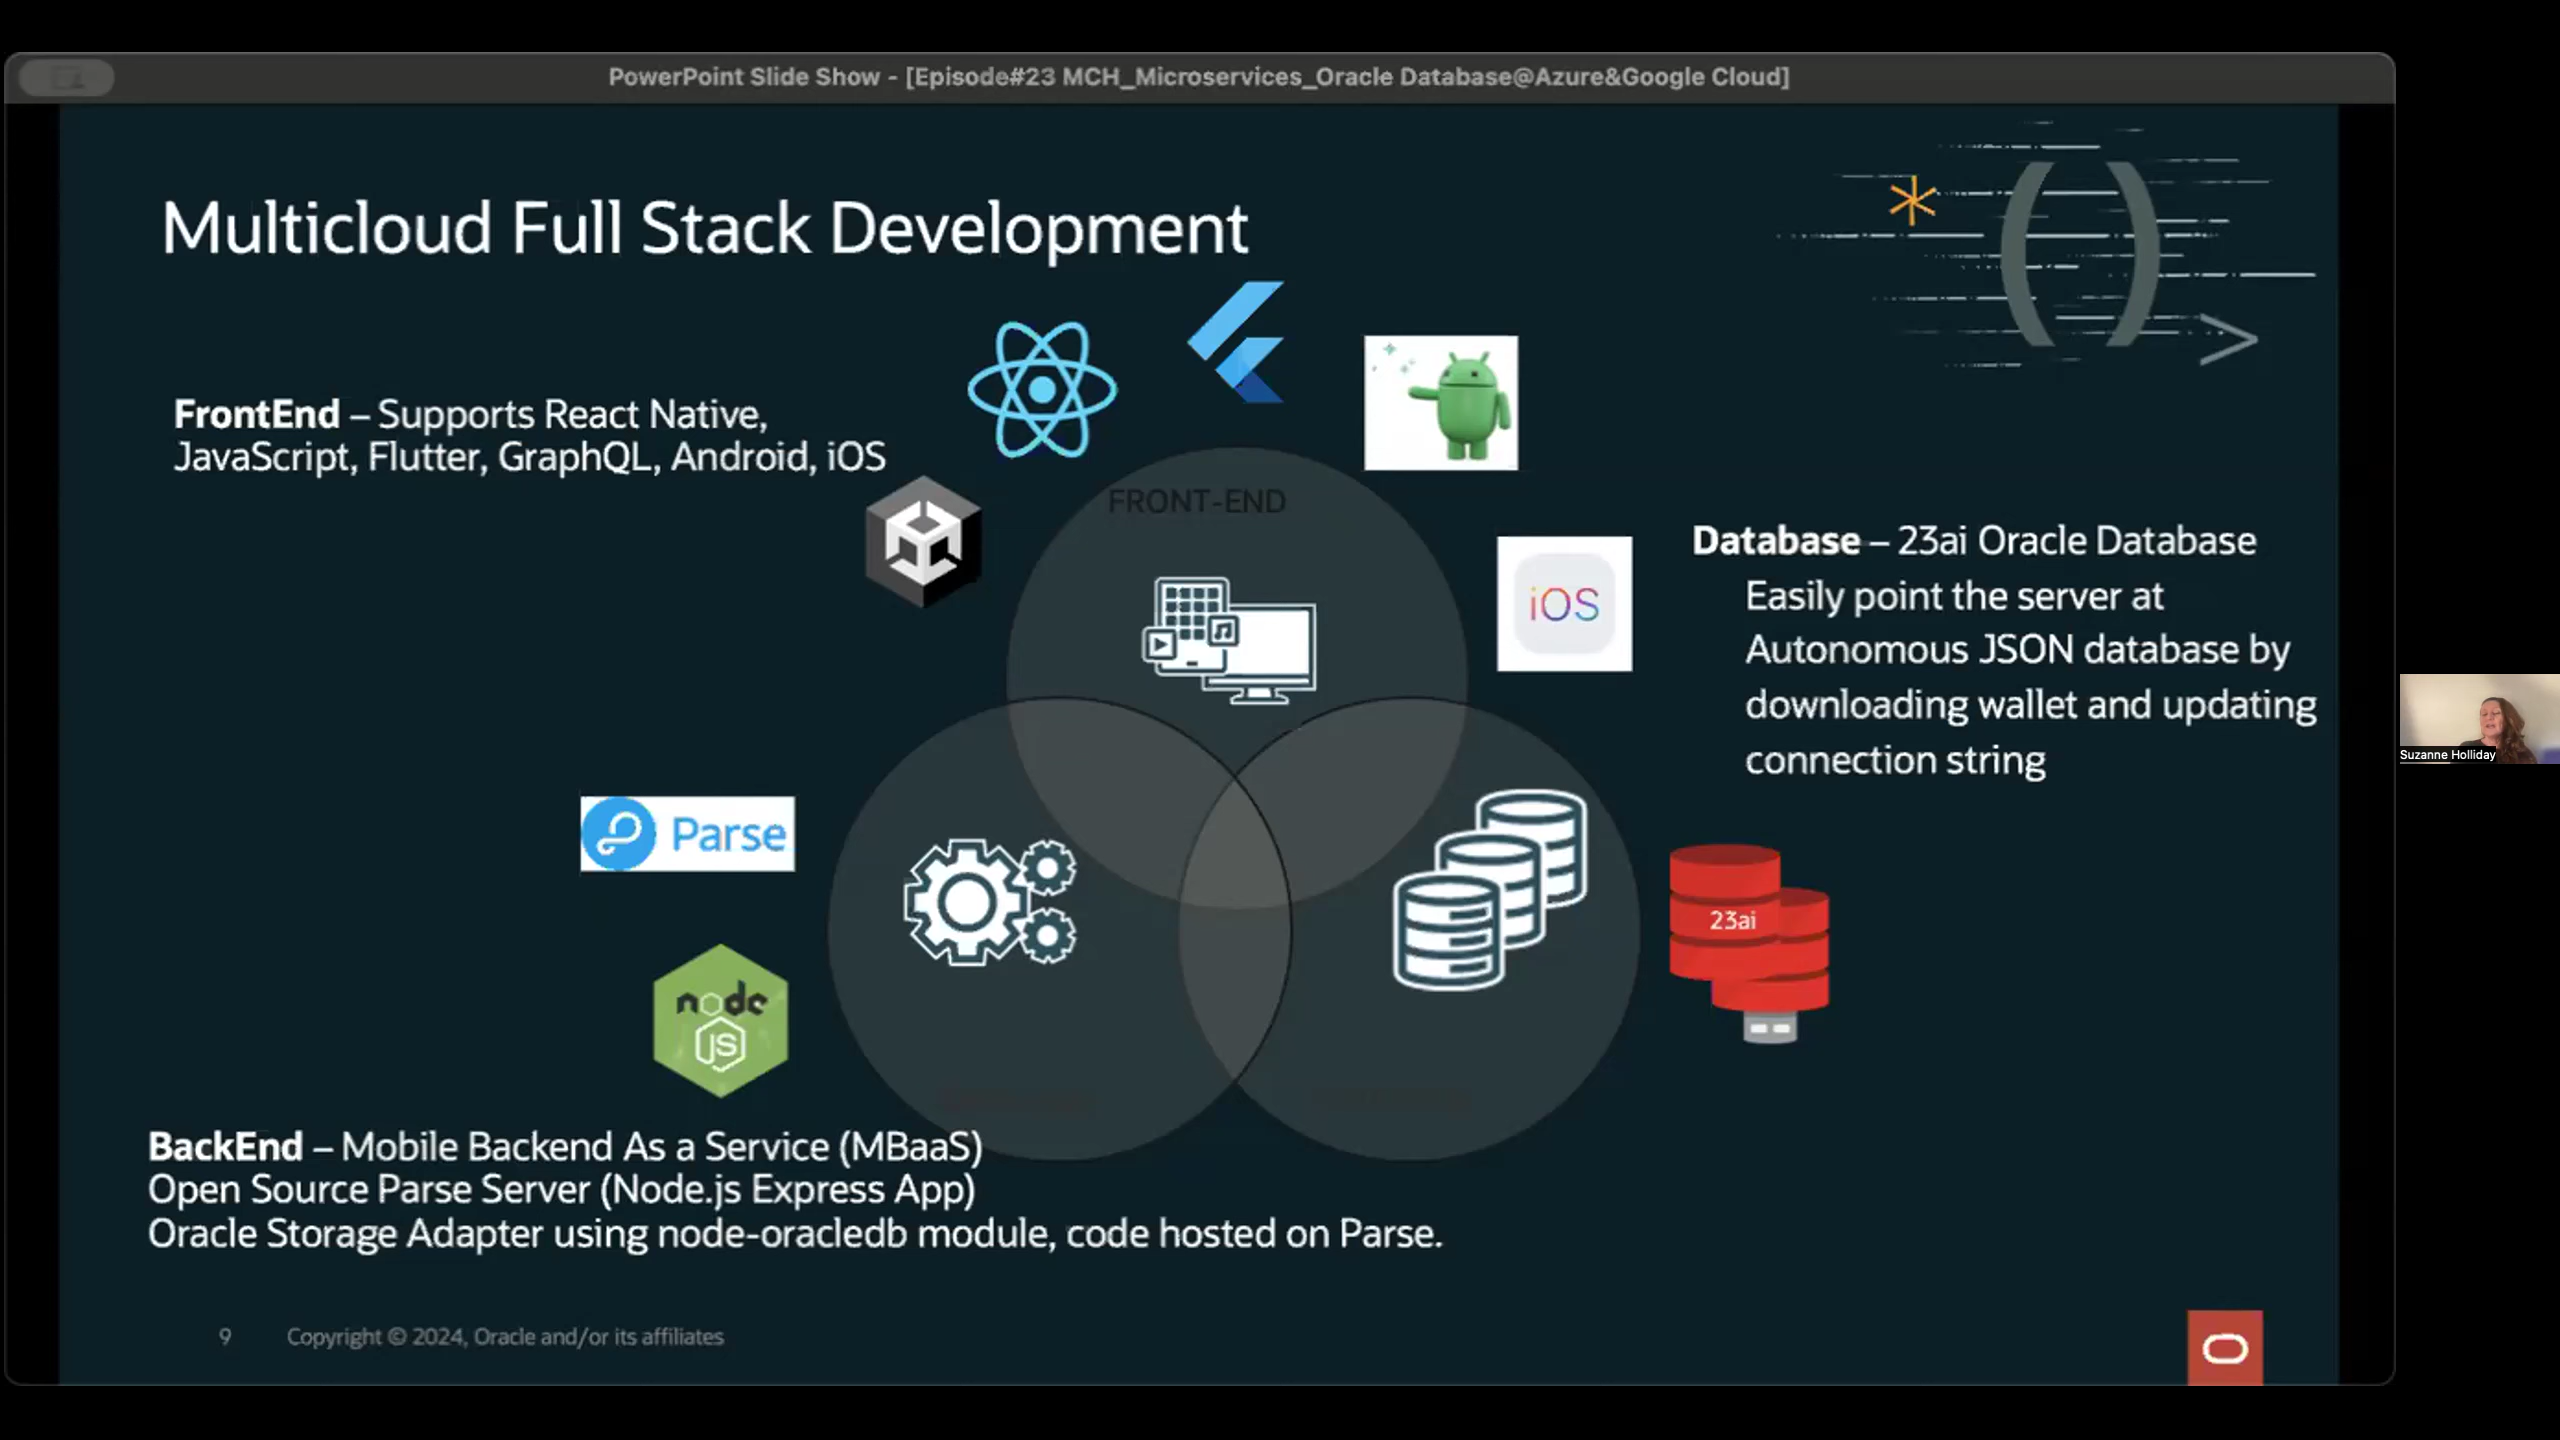 PowerPoint Slide Show - [Episode#23 MCH_Microservices_Oracle Database@Azure&Google Cloud]
Multicloud Full Stack Development
FrontEnd – Supports React Native,
JavaScript, Flutter, GraphQL, Android, iOS
FRONT-END
iOS
Database – 23ai Oracle Database
Easily point the server at
Autonomous JSON database by
downloading wallet and updating
connection string
Suzanne Holliday
Parse
23ai
node
JS
BackEnd – Mobile Backend As a Service (MBaaS)
Open Source Parse Server (Node.js Express App)
Oracle Storage Adapter using node-oracledb module, code hosted on Parse.
9 Copyright © 2024, Oracle and/or its affiliates